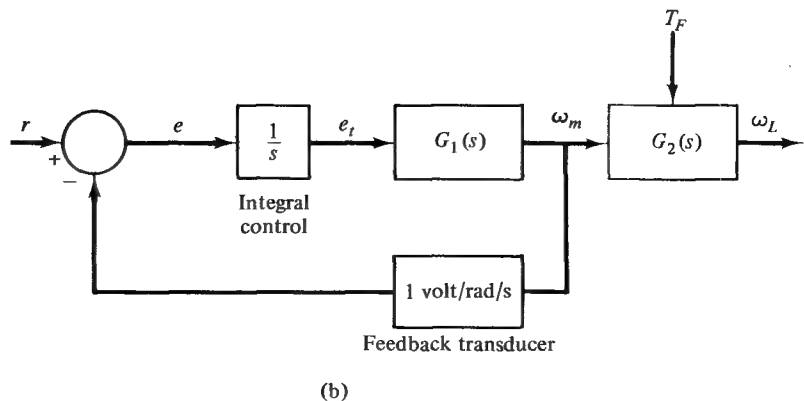 T_F
r
+
−
e
1
s
e_t
G_1(s)
ω_m
G_2(s)
ω_L
Integral
control
1 volt/rad/s
Feedback transducer
(b)